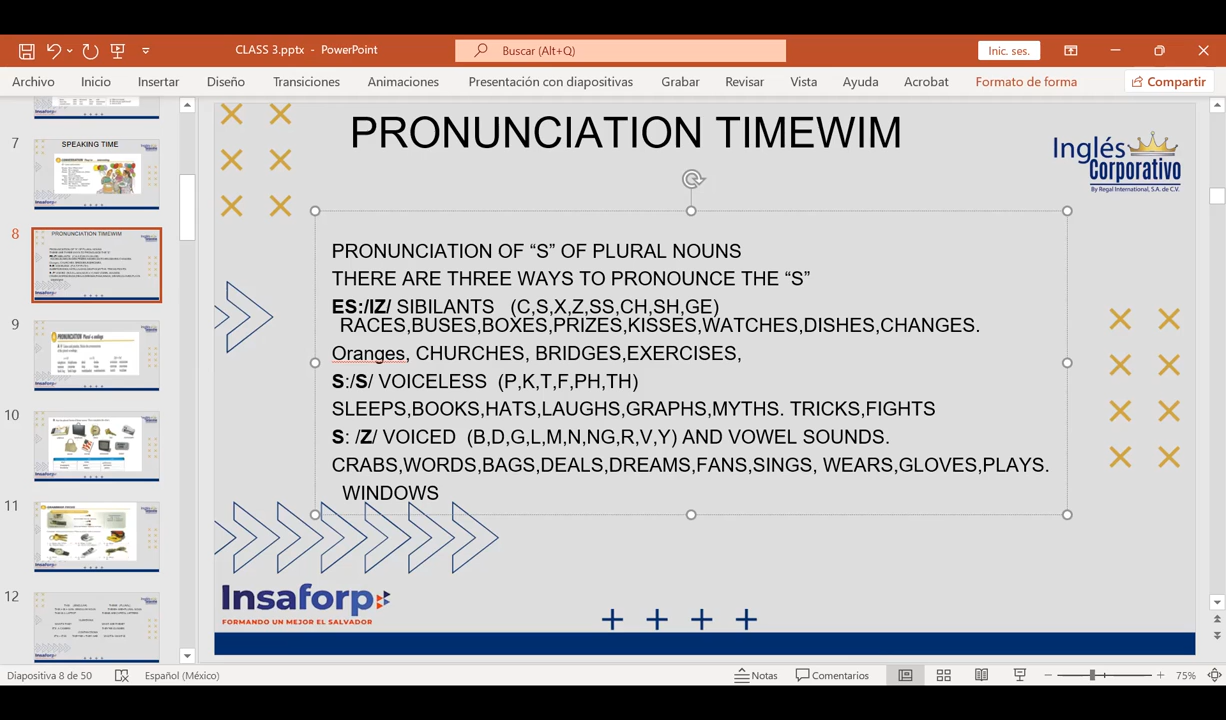 CLASS 3.pptx - PowerPoint
Buscar (Alt+Q)
Inic. ses.
Archivo Inicio Insertar Diseño Transiciones Animaciones Presentación con diapositivas Grabar Revisar Vista Ayuda Acrobat Formato de forma Compartir
7
SPEAKING TIME
8
PRONUNCIATION TIMEWIM
9
10
11
12
PRONUNCIATION TIMEWIM
Inglés
Corporativo
By Regal International, S.A. de C.V.
PRONUNCIATION OF “S” OF PLURAL NOUNS
THERE ARE THREE WAYS TO PRONOUNCE THE “S”
ES:/IZ/ SIBILANTS (C,S,X,Z,SS,CH,SH,GE)
RACES,BUSES,BOXES,PRIZES,KISSES,WATCHES,DISHES,CHANGES.
Oranges, CHURCHES, BRIDGES,EXERCISES,
S:/S/ VOICELESS (P,K,T,F,PH,TH)
SLEEPS,BOOKS,HATS,LAUGHS,GRAPHS,MYTHS. TRICKS,FIGHTS
S: /Z/ VOICED (B,D,G,L,M,N,NG,R,V,Y) AND VOWEL SOUNDS.
CRABS,WORDS,BAGS,DEALS,DREAMS,FANS,SINGS, WEARS,GLOVES,PLAYS.
WINDOWS
Insaforp
FORMANDO UN MEJOR EL SALVADOR
Diapositiva 8 de 50 Español (México) Notas Comentarios 75%